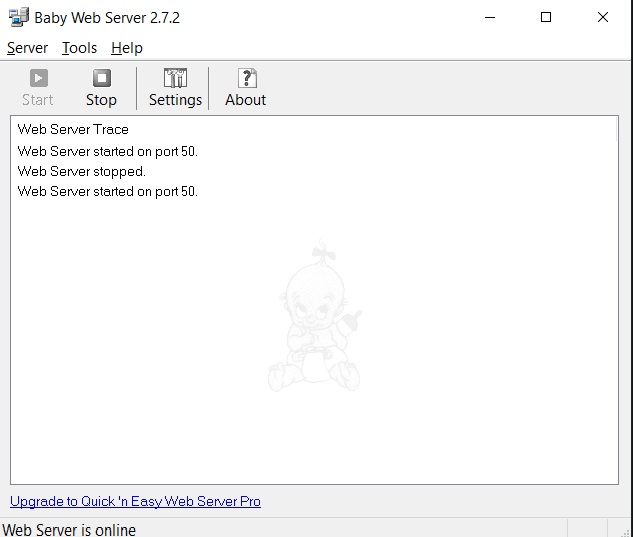 Baby Web Server 2.7.2
Server Tools Help
Start Stop Settings About
Web Server Trace
Web Server started on port 50.
Web Server stopped.
Web Server started on port 50.
Upgrade to Quick 'n Easy Web Server Pro
Web Server is online